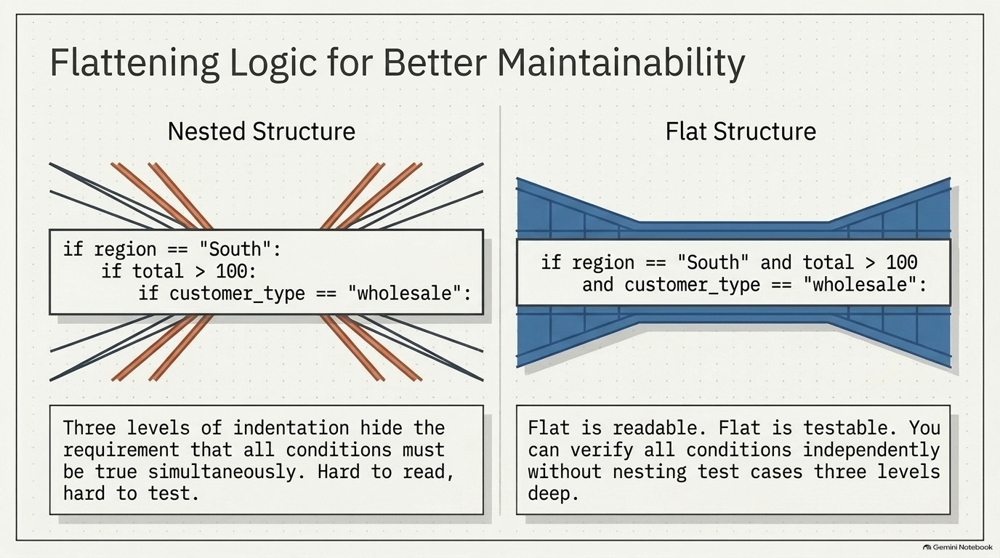 Flattening Logic for Better Maintainability
Nested Structure
if region == "South":
if total > 100:
if customer_type == "wholesale":
Three levels of indentation hide the
requirement that all conditions must
be true simultaneously. Hard to read,
hard to test.
Flat Structure
if region == "South" and total > 100
and customer_type == "wholesale":
Flat is readable. Flat is testable. You
can verify all conditions independently
without nesting test cases three levels
deep.
Gemini Notebook